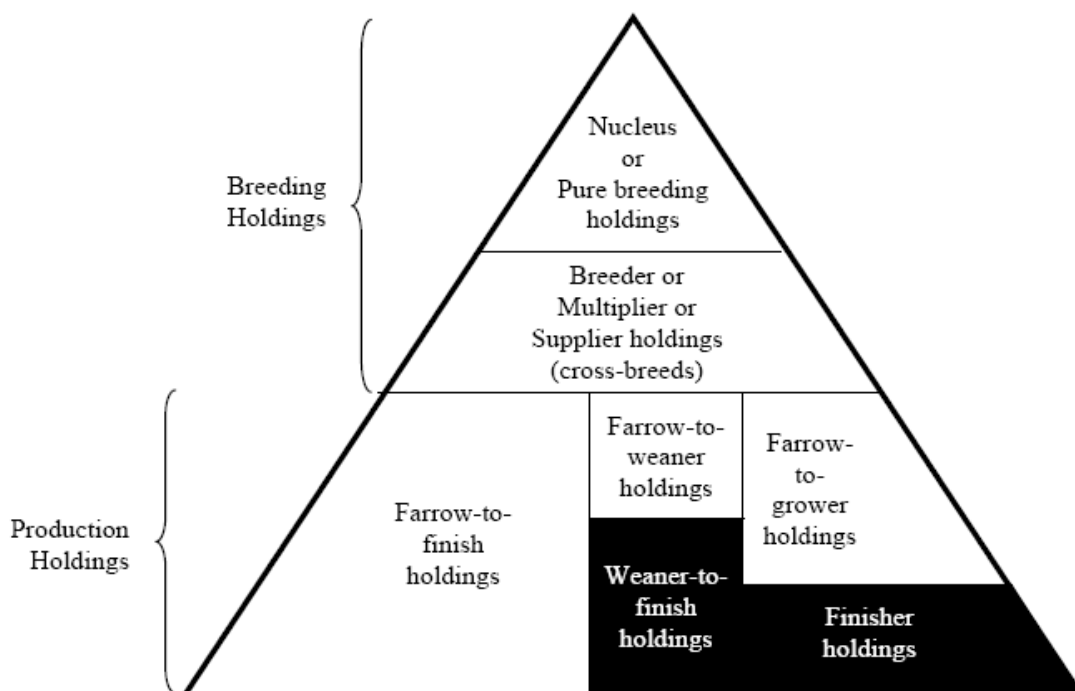 Nucleus
or
Pure breeding
holdings
Breeding
Holdings
Breeder or
Multiplier or
Supplier holdings
(cross-breeds)
Production
Holdings
Farrow-to-
finish
holdings
Farrow-to-
weaner
holdings
Farrow-
to-
grower
holdings
Weaner-to-
finish
holdings
Finisher
holdings